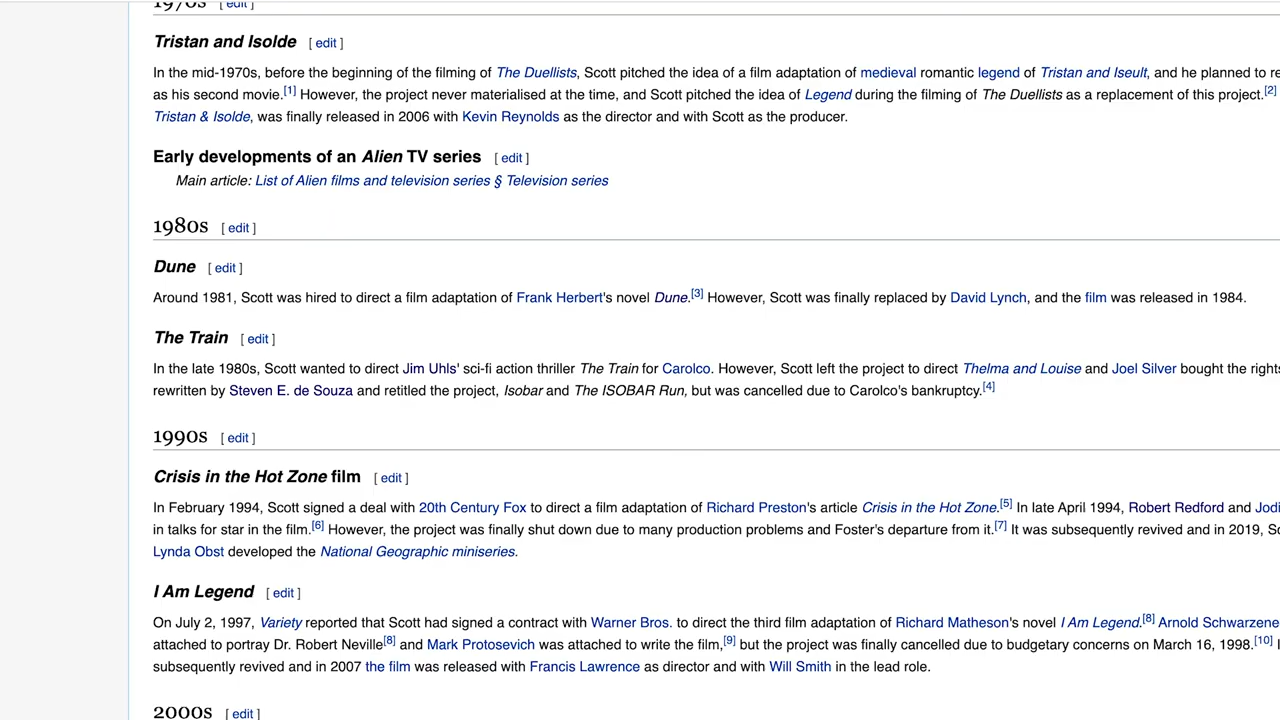 1970s [ edit ]
Tristan and Isolde [ edit ]
In the mid-1970s, before the beginning of the filming of The Duellists, Scott pitched the idea of a film adaptation of medieval romantic legend of Tristan and Iseult, and he planned to
as his second movie.[1] However, the project never materialised at the time, and Scott pitched the idea of Legend during the filming of The Duellists as a replacement of this project.[2]
Tristan & Isolde, was finally released in 2006 with Kevin Reynolds as the director and with Scott as the producer.
Early developments of an Alien TV series [ edit ]
Main article: List of Alien films and television series § Television series
1980s [ edit ]
Dune [ edit ]
Around 1981, Scott was hired to direct a film adaptation of Frank Herbert's novel Dune.[3] However, Scott was finally replaced by David Lynch, and the film was released in 1984.
The Train [ edit ]
In the late 1980s, Scott wanted to direct Jim Uhls' sci-fi action thriller The Train for Carolco. However, Scott left the project to direct Thelma and Louise and Joel Silver bought the rights
rewritten by Steven E. de Souza and retitled the project, Isobar and The ISOBAR Run, but was cancelled due to Carolco's bankruptcy.[4]
1990s [ edit ]
Crisis in the Hot Zone film [ edit ]
In February 1994, Scott signed a deal with 20th Century Fox to direct a film adaptation of Richard Preston's article Crisis in the Hot Zone.[5] In late April 1994, Robert Redford and Jodi
in talks for star in the film.[6] However, the project was finally shut down due to many production problems and Foster's departure from it.[7] It was subsequently revived and in 2019,
Lynda Obst developed the National Geographic miniseries.
I Am Legend [ edit ]
On July 2, 1997, Variety reported that Scott had signed a contract with Warner Bros. to direct the third film adaptation of Richard Matheson's novel I Am Legend.[8] Arnold Schwarzene
attached to portray Dr. Robert Neville[8] and Mark Protosevich was attached to write the film,[9] but the project was finally cancelled due to budgetary concerns on March 16, 1998.[10]
subsequently revived and in 2007 the film was released with Francis Lawrence as director and with Will Smith in the lead role.
2000s [ edit ]